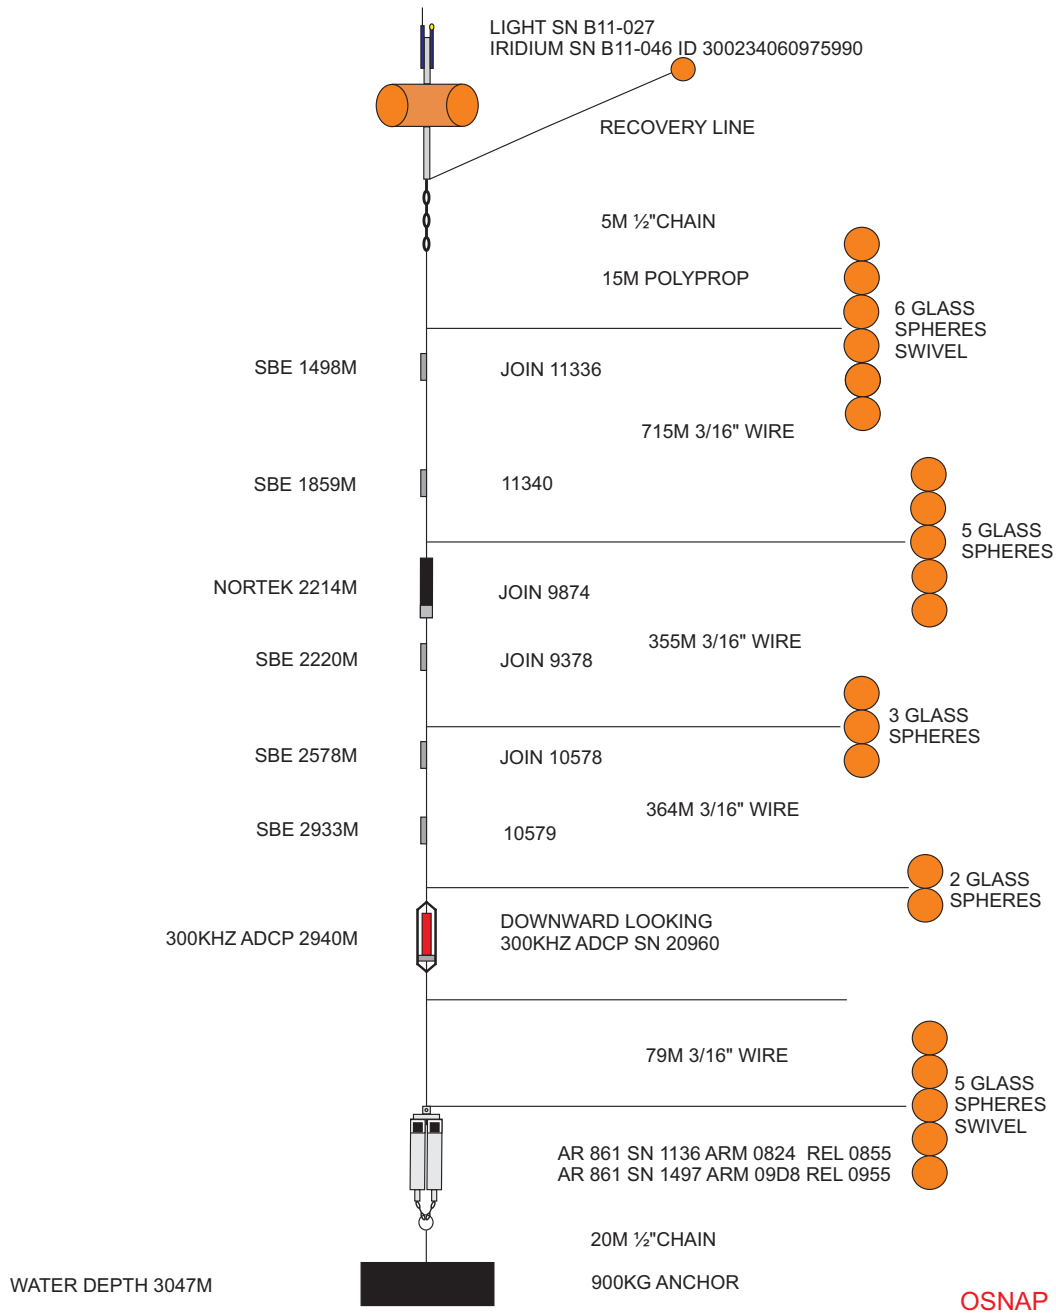 LIGHT SN B11-027
IRIDIUM SN B11-046 ID 300234060975990
RECOVERY LINE
5M ½"CHAIN
15M POLYPROP
6 GLASS
SPHERES
SWIVEL
SBE 1498M
JOIN 11336
715M 3/16" WIRE
SBE 1859M
11340
5 GLASS
SPHERES
NORTEK 2214M
JOIN 9874
355M 3/16" WIRE
SBE 2220M
JOIN 9378
3 GLASS
SPHERES
SBE 2578M
JOIN 10578
364M 3/16" WIRE
SBE 2933M
10579
2 GLASS
SPHERES
300KHZ ADCP 2940M
DOWNWARD LOOKING
300KHZ ADCP SN 20960
79M 3/16" WIRE
5 GLASS
SPHERES
SWIVEL
AR 861 SN 1136 ARM 0824  REL 0855
AR 861 SN 1497 ARM 09D8 REL 0955
20M ½"CHAIN
WATER DEPTH 3047M
900KG ANCHOR
OSNAP